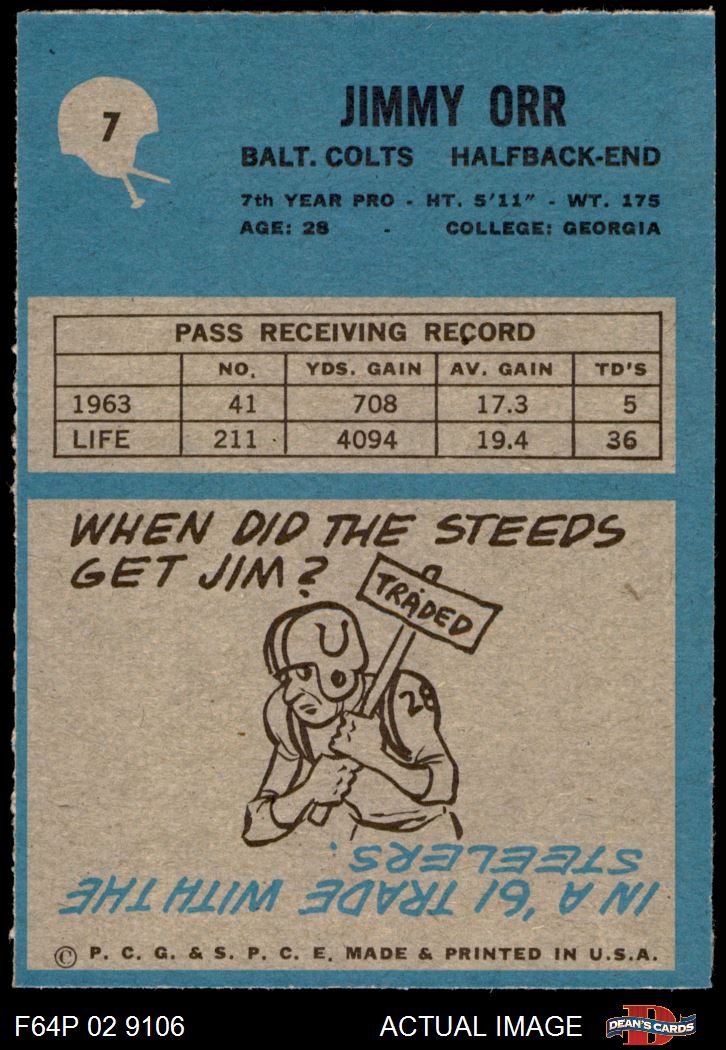 7
JIMMY ORR
BALT. COLTS HALFBACK-END
7th YEAR PRO - HT. 5'11" - WT. 175
AGE: 28 - COLLEGE: GEORGIA
PASS RECEIVING RECORD
NO. YDS. GAIN AV. GAIN TD'S
1963 41 708 17.3 5
LIFE 211 4094 19.4 36
WHEN DID THE STEEDS
GET JIM?
TRADED
28
IN A '61 TRADE WITH THE
STEELERS.
© P. C. G. & S. P. C. E. MADE & PRINTED IN U.S.A.
F64P 02 9106 ACTUAL IMAGE
D
DEAN'S CARDS